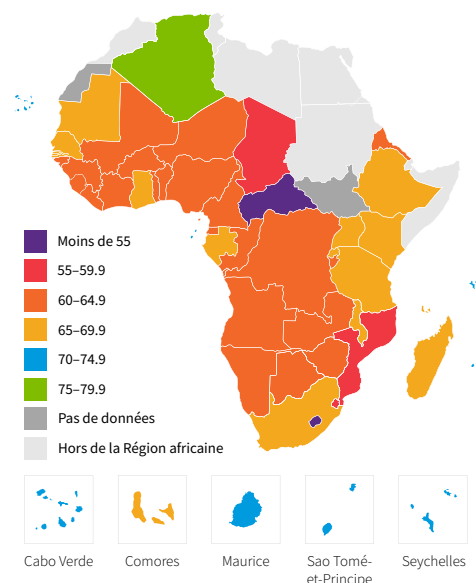 Moins de 55
55–59.9
60–64.9
65–69.9
70–74.9
75–79.9
Pas de données
Hors de la Région africaine
Cabo Verde
Comores
Maurice
Sao Tomé-
et-Principe
Seychelles